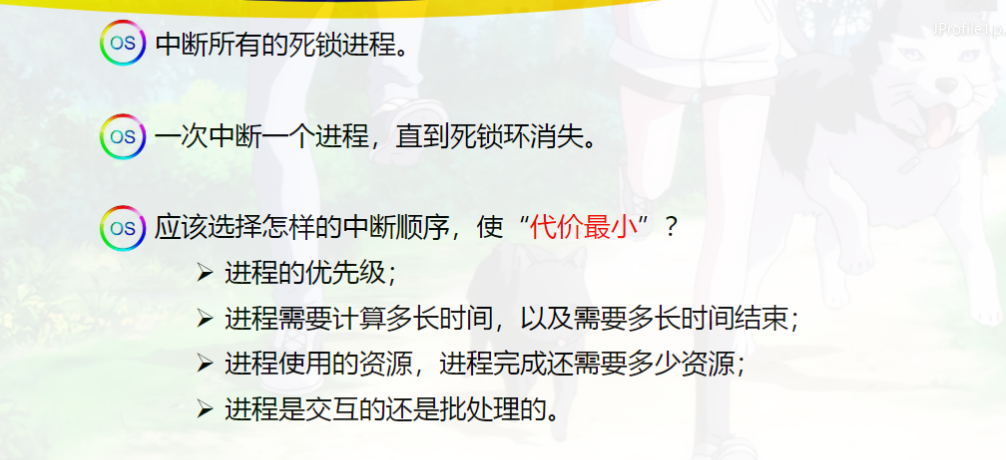 OS 中断所有的死锁进程。
OS 一次中断一个进程，直到死锁环消失。
OS 应该选择怎样的中断顺序，使“代价最小”？
➢ 进程的优先级；
➢ 进程需要计算多长时间，以及需要多长时间结束；
➢ 进程使用的资源，进程完成还需要多少资源；
➢ 进程是交互的还是批处理的。